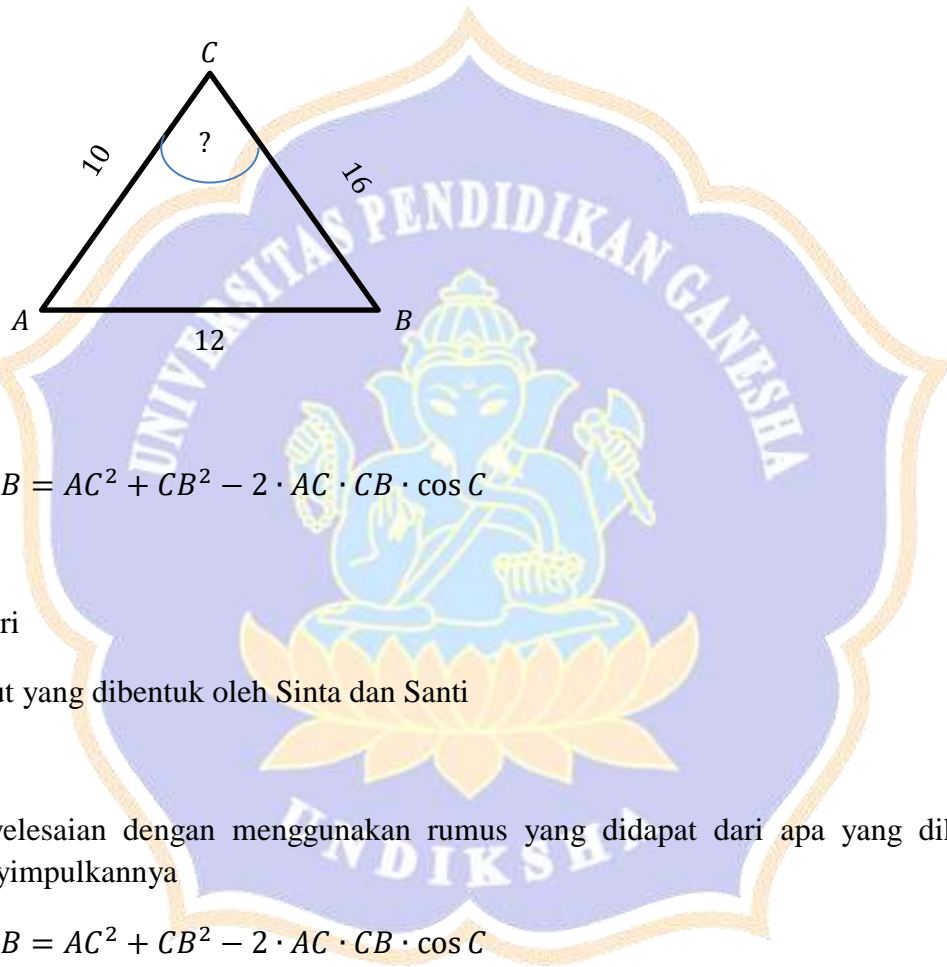 C
?
10
16
A
B
12
UNIVERSITAS PENDIDIKAN GANESHA
B = AC² + CB² − 2 ∙ AC ∙ CB ∙ cos C
ri
ut yang dibentuk oleh Sinta dan Santi
yelesaian dengan menggunakan rumus yang didapat dari apa yang dil
yimpulkannya
UNDIKSHA
B = AC² + CB² − 2 ∙ AC ∙ CB ∙ cos C